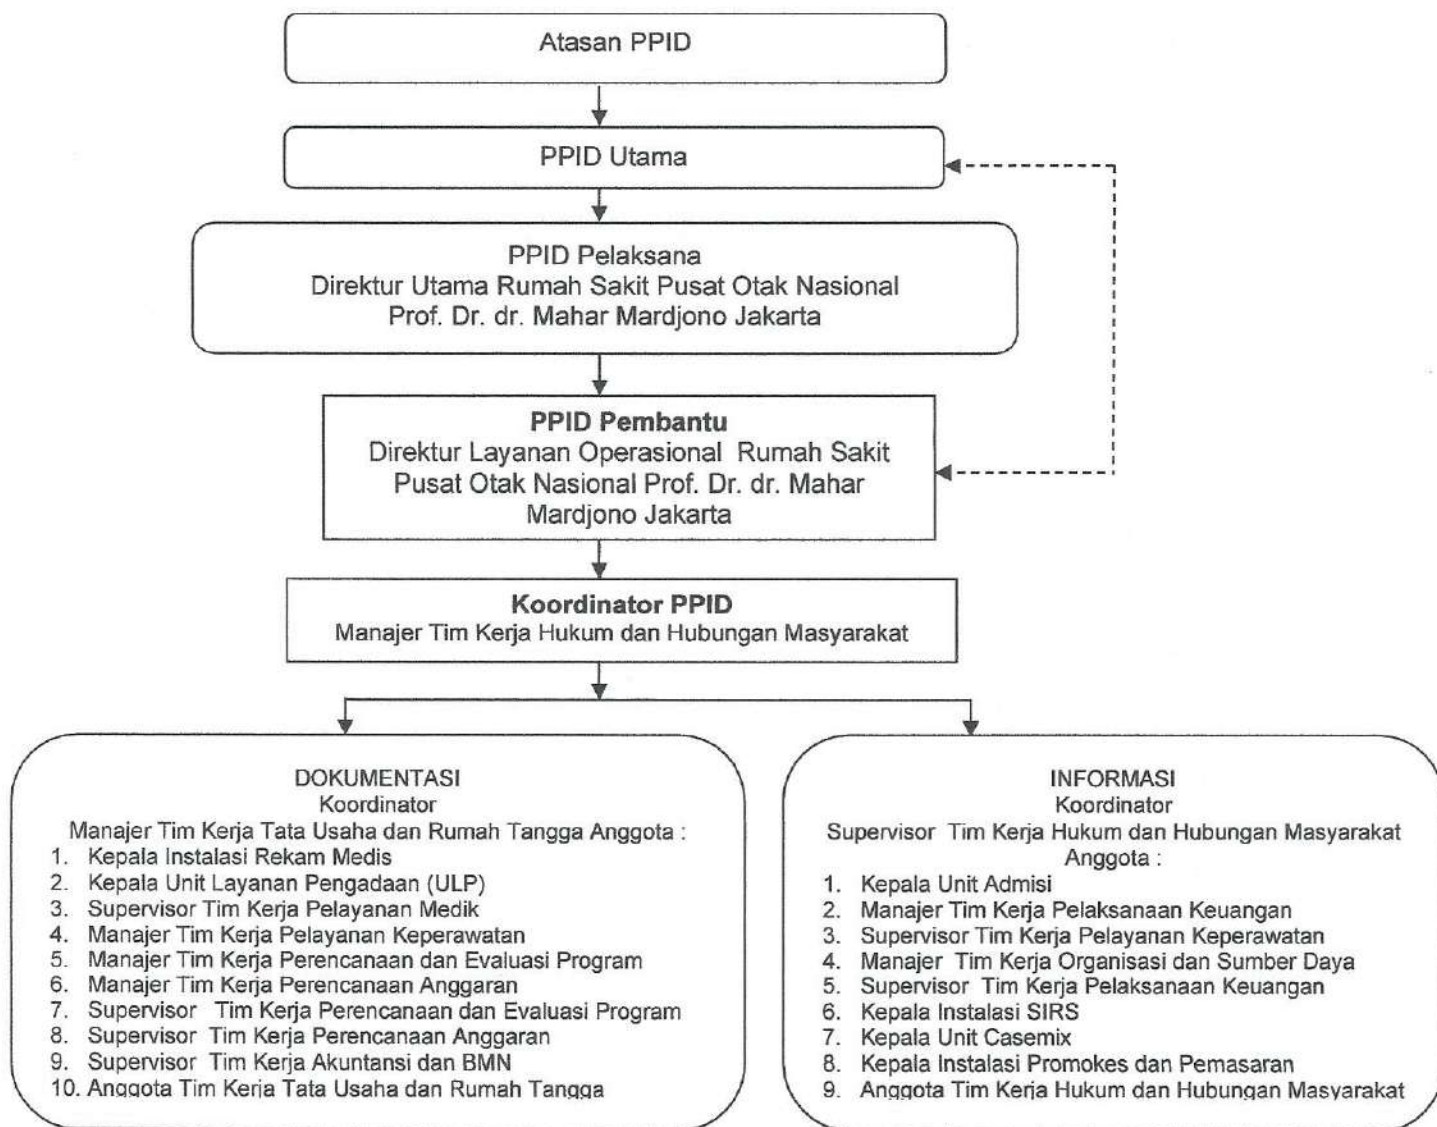 Atasan PPID
PPID Utama
PPID Pelaksana
Direktur Utama Rumah Sakit Pusat Otak Nasional
Prof. Dr. dr. Mahar Mardjono Jakarta
PPID Pembantu
Direktur Layanan Operasional Rumah Sakit
Pusat Otak Nasional Prof. Dr. dr. Mahar
Mardjono Jakarta
Koordinator PPID
Manajer Tim Kerja Hukum dan Hubungan Masyarakat
DOKUMENTASI
Koordinator
Manajer Tim Kerja Tata Usaha dan Rumah Tangga Anggota :
1. Kepala Instalasi Rekam Medis
2. Kepala Unit Layanan Pengadaan (ULP)
3. Supervisor Tim Kerja Pelayanan Medik
4. Manajer Tim Kerja Pelayanan Keperawatan
5. Manajer Tim Kerja Perencanaan dan Evaluasi Program
6. Manajer Tim Kerja Perencanaan Anggaran
7. Supervisor Tim Kerja Perencanaan dan Evaluasi Program
8. Supervisor Tim Kerja Perencanaan Anggaran
9. Supervisor Tim Kerja Akuntansi dan BMN
10. Anggota Tim Kerja Tata Usaha dan Rumah Tangga
INFORMASI
Koordinator
Supervisor Tim Kerja Hukum dan Hubungan Masyarakat
Anggota :
1. Kepala Unit Admisi
2. Manajer Tim Kerja Pelaksanaan Keuangan
3. Supervisor Tim Kerja Pelayanan Keperawatan
4. Manajer Tim Kerja Organisasi dan Sumber Daya
5. Supervisor Tim Kerja Pelaksanaan Keuangan
6. Kepala Instalasi SIRS
7. Kepala Unit Casemix
8. Kepala Instalasi Promokes dan Pemasaran
9. Anggota Tim Kerja Hukum dan Hubungan Masyarakat